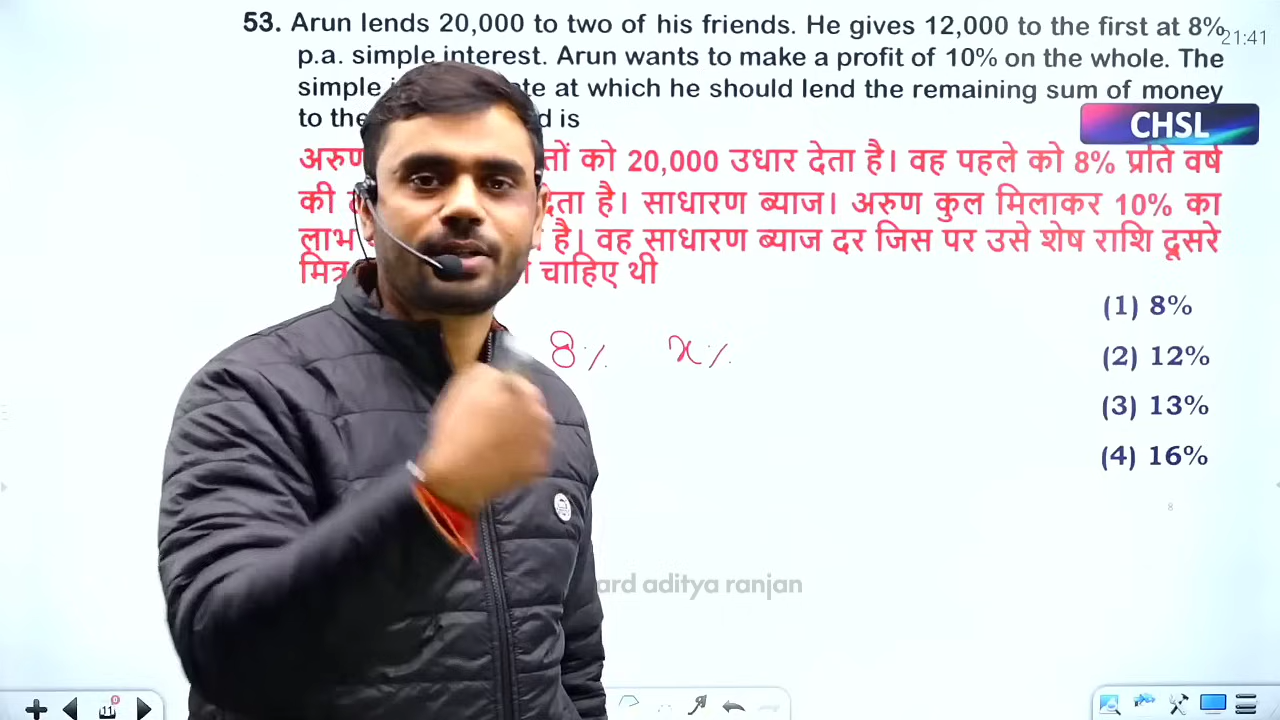 53. Arun lends 20,000 to two of his friends. He gives 12,000 to the first at 8%
21:41
p.a. simple interest. Arun wants to make a profit of 10% on the whole. The
simple at which he should lend the remaining sum of money
to the is
CHSL
को 20,000 उधार देता है। वह पहले को 8% प्रति वर्ष
की है। साधारण ब्याज। अरुण कुल मिलाकर 10% का
लाभ है। वह साधारण ब्याज दर जिस पर उसे शेष राशि दूसरे
चाहिए थी
(1) 8%
8% x%
(2) 12%
(3) 13%
(4) 16%
8
aditya ranjan
11